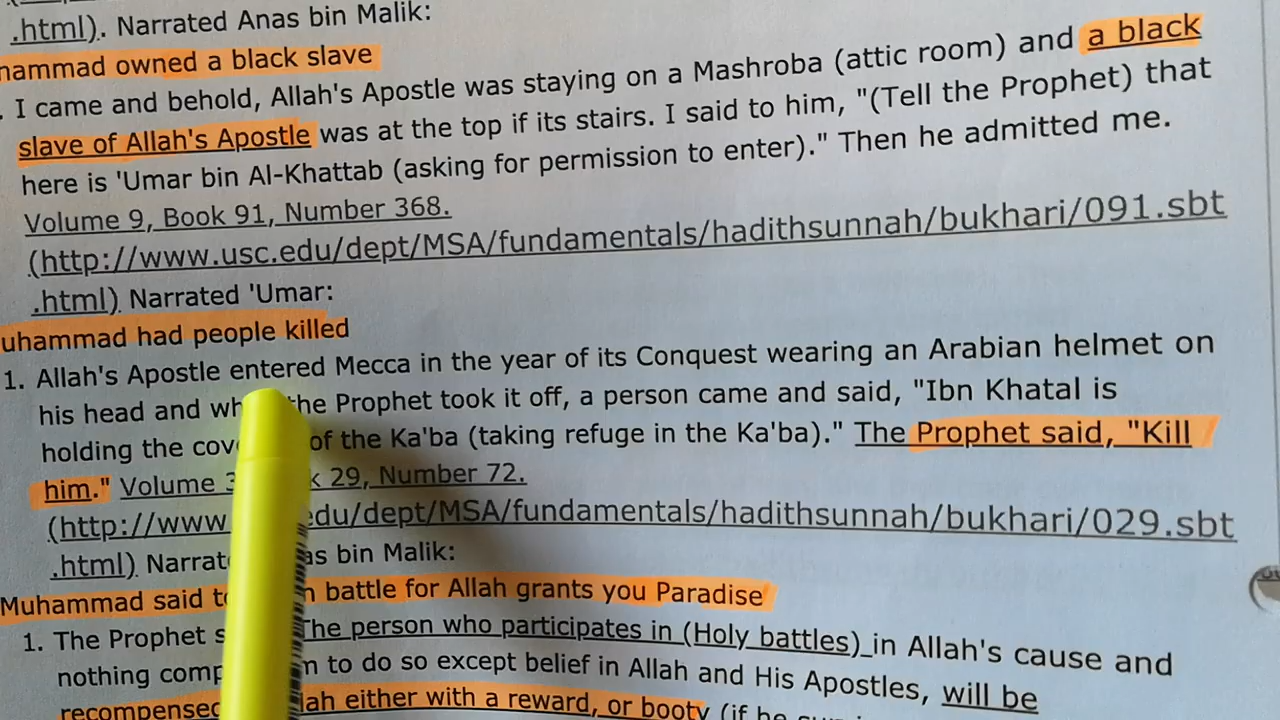 .html). Narrated Anas bin Malik:
hammad owned a black slave
. I came and behold, Allah's Apostle was staying on a Mashroba (attic room) and a black
slave of Allah's Apostle was at the top if its stairs. I said to him, "(Tell the Prophet) that
here is 'Umar bin Al-Khattab (asking for permission to enter)." Then he admitted me.
Volume 9, Book 91, Number 368.
(http://www.usc.edu/dept/MSA/fundamentals/hadithsunnah/bukhari/091.sbt
.html) Narrated 'Umar:
uhammad had people killed
1. Allah's Apostle entered Mecca in the year of its Conquest wearing an Arabian helmet on
his head and the Prophet took it off, a person came and said, "Ibn Khatal is
holding the of the Ka'ba (taking refuge in the Ka'ba)." The Prophet said, "Kill
him." Volume 29, Number 72.
(http://www edu/dept/MSA/fundamentals/hadithsunnah/bukhari/029.sbt
.html) bin Malik:
Muhammad said battle for Allah grants you Paradise
1. The Prophet The person who participates in (Holy battles) in Allah's cause and
nothing to do so except belief in Allah and His Apostles, will be
either with a reward, or booty (if he